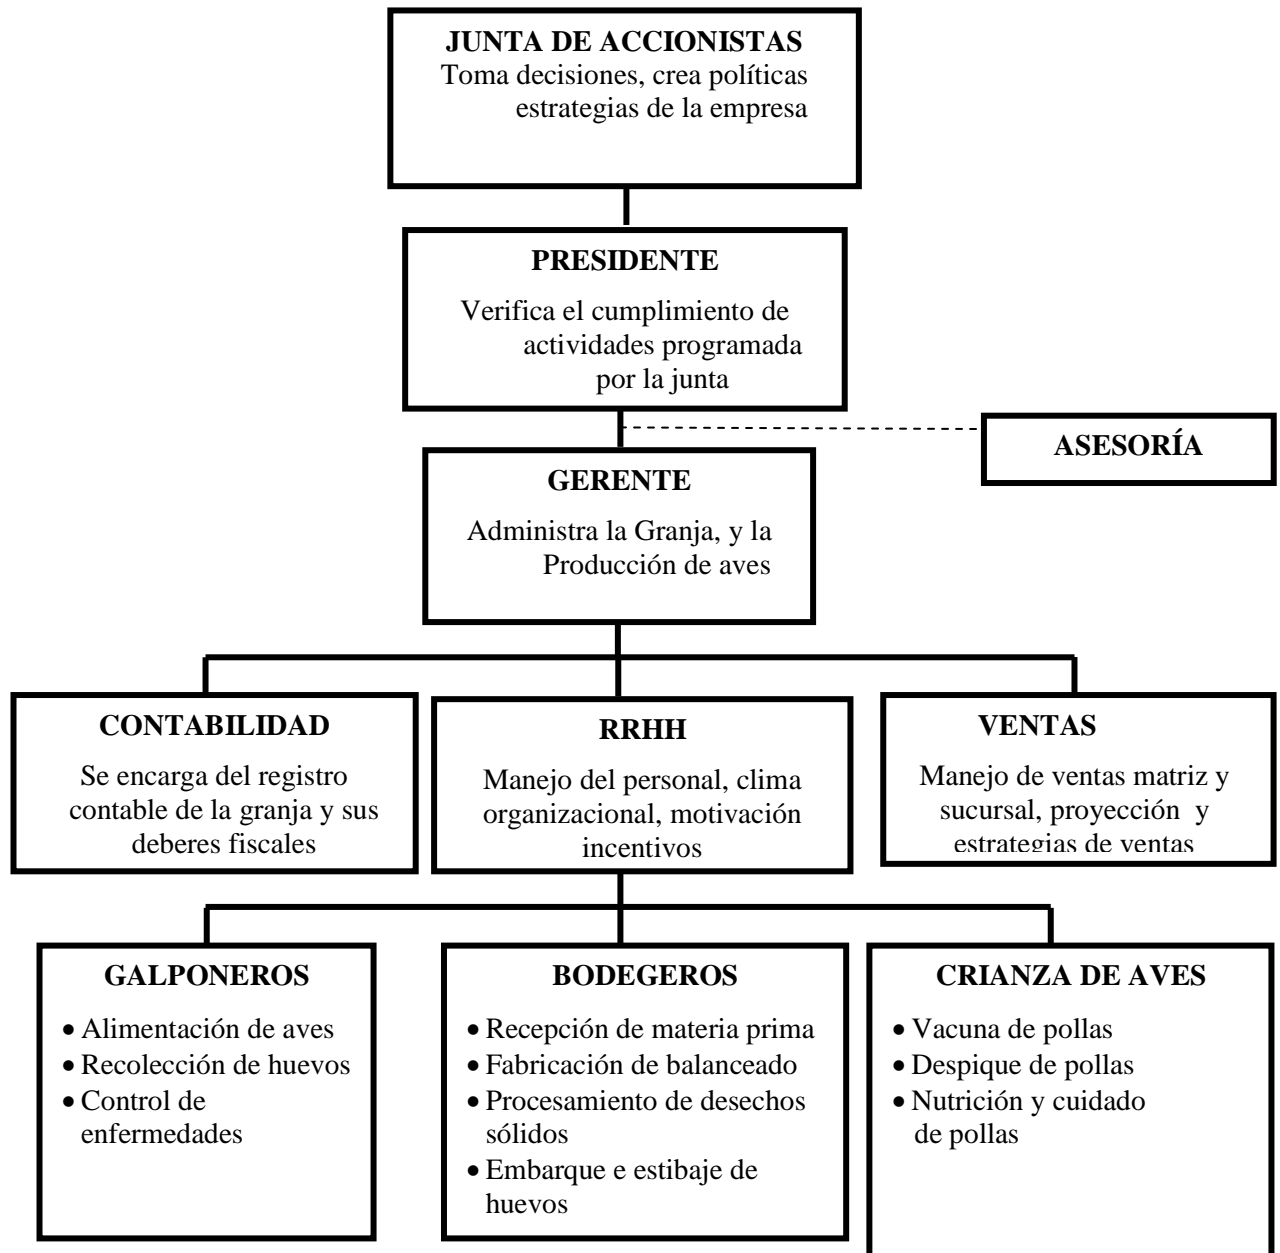 JUNTA DE ACCIONISTAS
Toma decisiones, crea políticas
estrategias de la empresa
PRESIDENTE
Verifica el cumplimiento de
actividades programada
por la junta
ASESORÍA
GERENTE
Administra la Granja, y la
Producción de aves
CONTABILIDAD
Se encarga del registro
contable de la granja y sus
deberes fiscales
RRHH
Manejo del personal, clima
organizacional, motivación
incentivos
VENTAS
Manejo de ventas matriz y
sucursal, proyección  y
estrategias de ventas
GALPONEROS
• Alimentación de aves
• Recolección de huevos
• Control de
enfermedades
BODEGEROS
• Recepción de materia prima
• Fabricación de balanceado
• Procesamiento de desechos
sólidos
• Embarque e estibaje de
huevos
CRIANZA DE AVES
• Vacuna de pollas
• Despique de pollas
• Nutrición y cuidado
de pollas